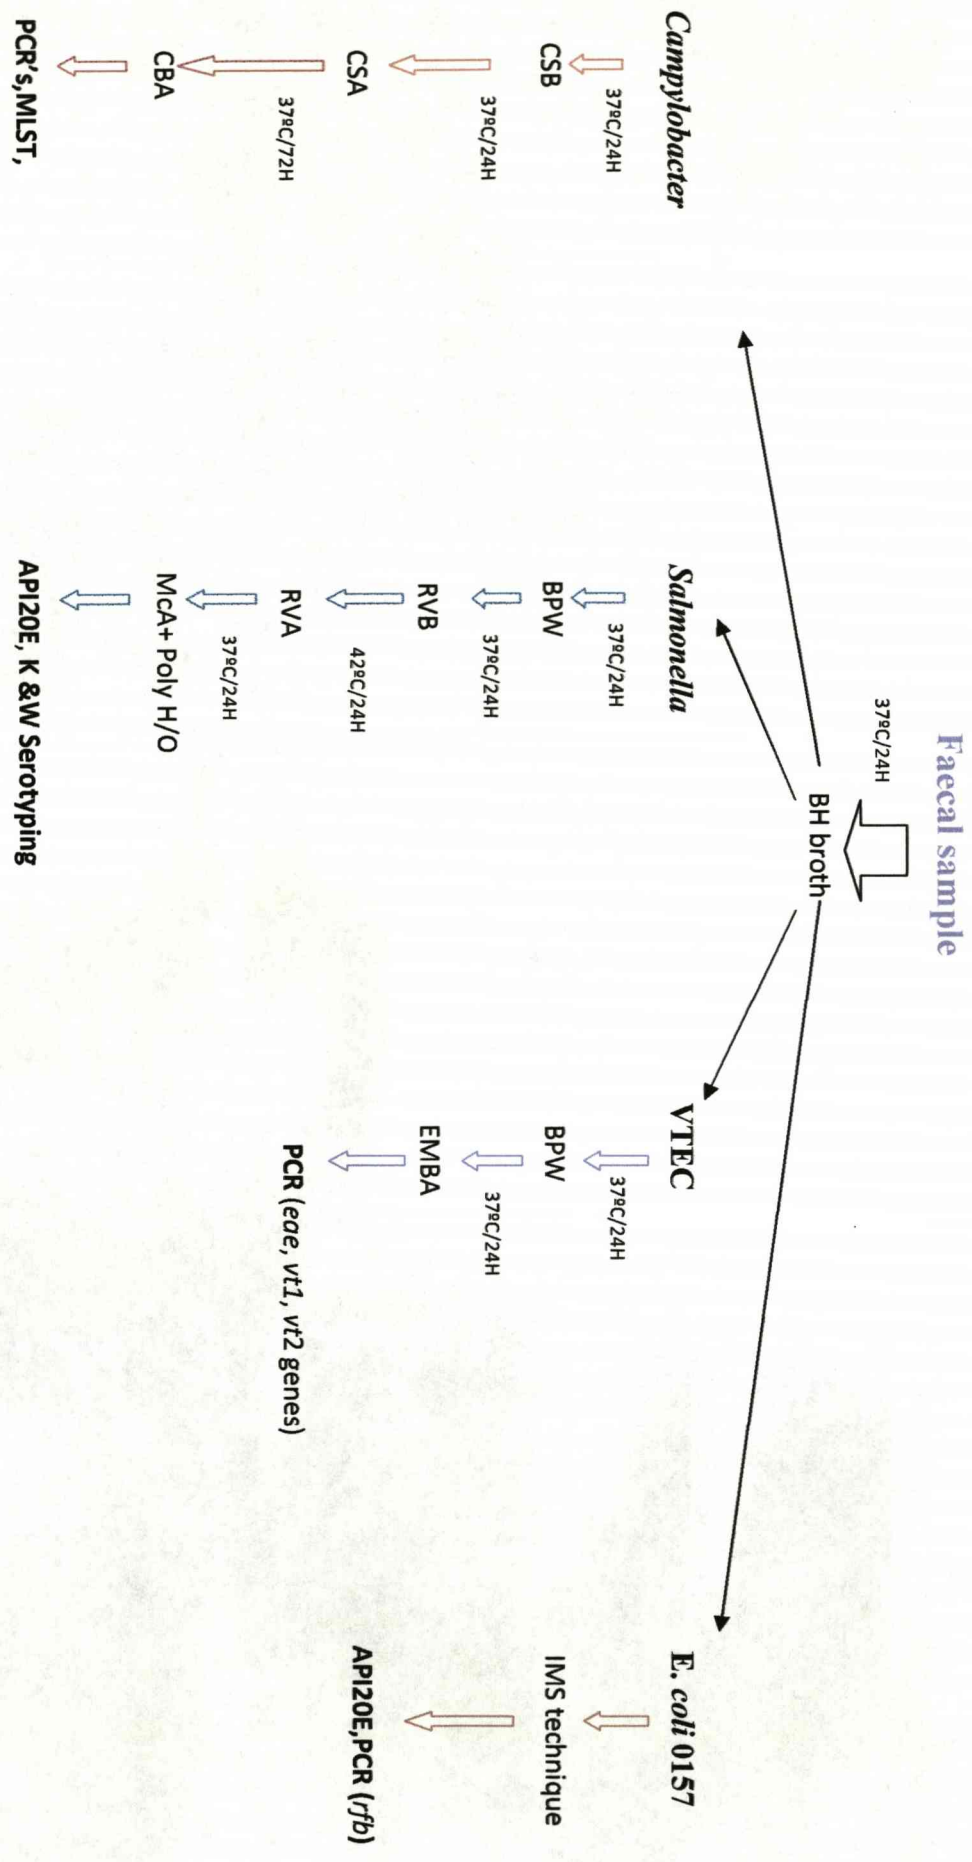 Faecal sample
37ºC/24H
BH broth
Campylobacter
37ºC/24H
CSB
37ºC/24H
CSA
37ºC/72H
CBA
PCR's,MLST,
Salmonella
37ºC/24H
BPW
37ºC/24H
RVB
42ºC/24H
RVA
37ºC/24H
McA+ Poly H/O
API20E, K &W Serotyping
VTEC
37ºC/24H
BPW
37ºC/24H
EMBA
PCR (eae, vt1, vt2 genes)
E. coli 0157
IMS technique
API20E,PCR (rfb)